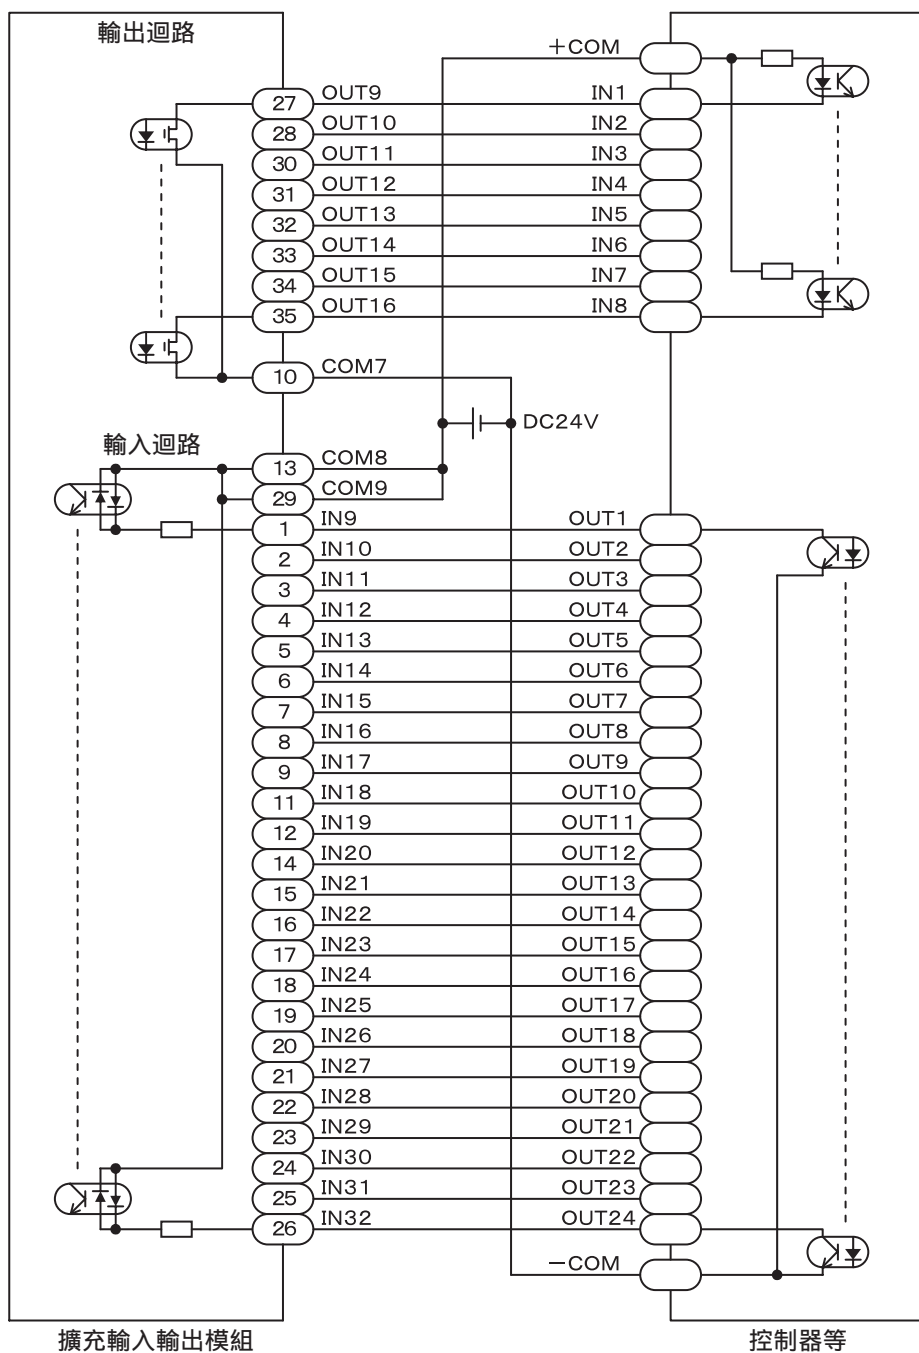 輸出迴路
+COM
27 OUT9 IN1
28 OUT10 IN2
30 OUT11 IN3
31 OUT12 IN4
32 OUT13 IN5
33 OUT14 IN6
34 OUT15 IN7
35 OUT16 IN8
10 COM7
DC24V
輸入迴路
13 COM8
29 COM9
1 IN9 OUT1
2 IN10 OUT2
3 IN11 OUT3
4 IN12 OUT4
5 IN13 OUT5
6 IN14 OUT6
7 IN15 OUT7
8 IN16 OUT8
9 IN17 OUT9
11 IN18 OUT10
12 IN19 OUT11
14 IN20 OUT12
15 IN21 OUT13
16 IN22 OUT14
17 IN23 OUT15
18 IN24 OUT16
19 IN25 OUT17
20 IN26 OUT18
21 IN27 OUT19
22 IN28 OUT20
23 IN29 OUT21
24 IN30 OUT22
25 IN31 OUT23
26 IN32 OUT24
−COM
擴充輸入輸出模組 控制器等